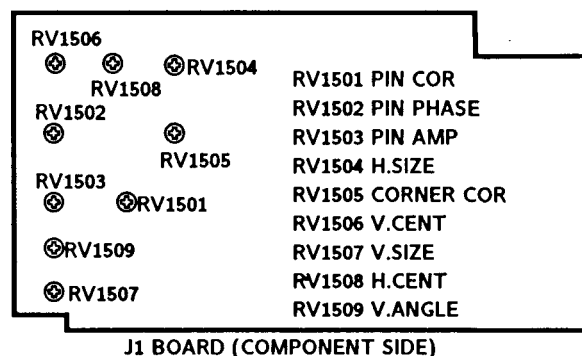 RV1506
RV1508
RV1504
RV1502
RV1505
RV1503
RV1501
RV1509
RV1507
RV1501 PIN COR
RV1502 PIN PHASE
RV1503 PIN AMP
RV1504 H.SIZE
RV1505 CORNER COR
RV1506 V.CENT
RV1507 V.SIZE
RV1508 H.CENT
RV1509 V.ANGLE
J1 BOARD (COMPONENT SIDE)